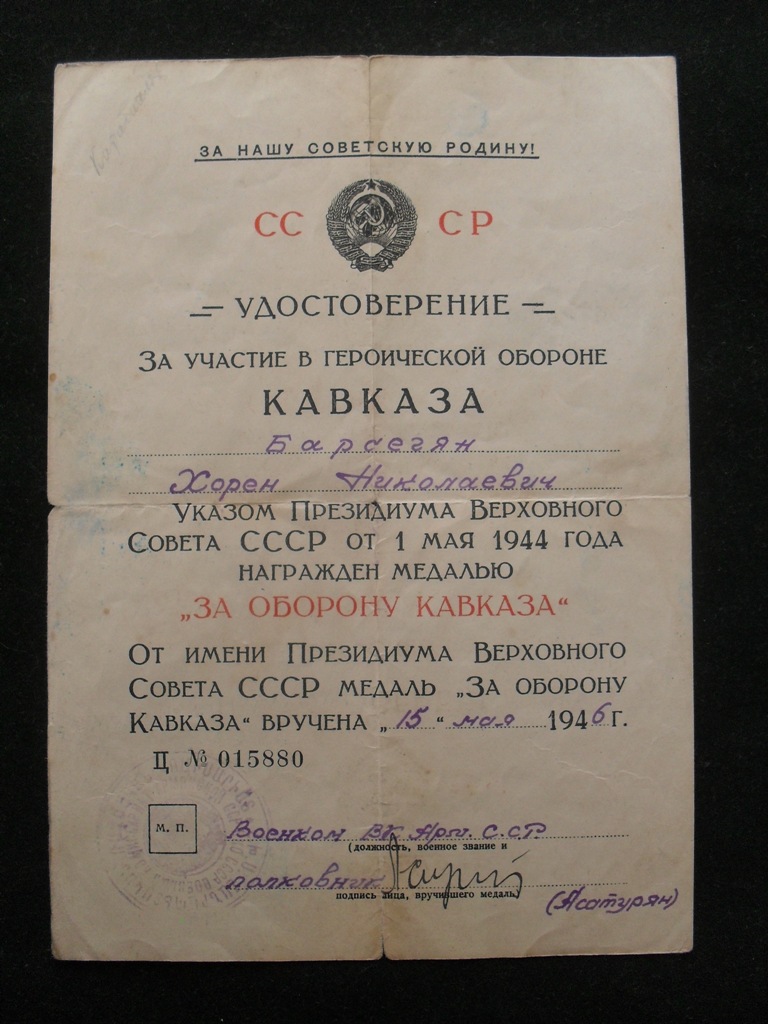 ЗА НАШУ СОВЕТСКУЮ РОДИНУ!
СС СР
УДОСТОВЕРЕНИЕ
ЗА УЧАСТИЕ В ГЕРОИЧЕСКОЙ ОБОРОНЕ
КАВКАЗА
Барсегян
Хорен Николаевич
УКАЗОМ ПРЕЗИДИУМА ВЕРХОВНОГО
СОВЕТА СССР ОТ 1 МАЯ 1944 ГОДА
НАГРАЖДЕН МЕДАЛЬЮ
„ЗА ОБОРОНУ КАВКАЗА“
ОТ ИМЕНИ ПРЕЗИДИУМА ВЕРХОВНОГО
СОВЕТА СССР МЕДАЛЬ „ЗА ОБОРОНУ
КАВКАЗА“ ВРУЧЕНА „15“ мая 1946 г.
Ц № 015880
М. П.
Военком ВК Арм. С.С.Р.
(должность, военное звание и
полковник
подпись лица, вручившего медаль)
(Асатурян)